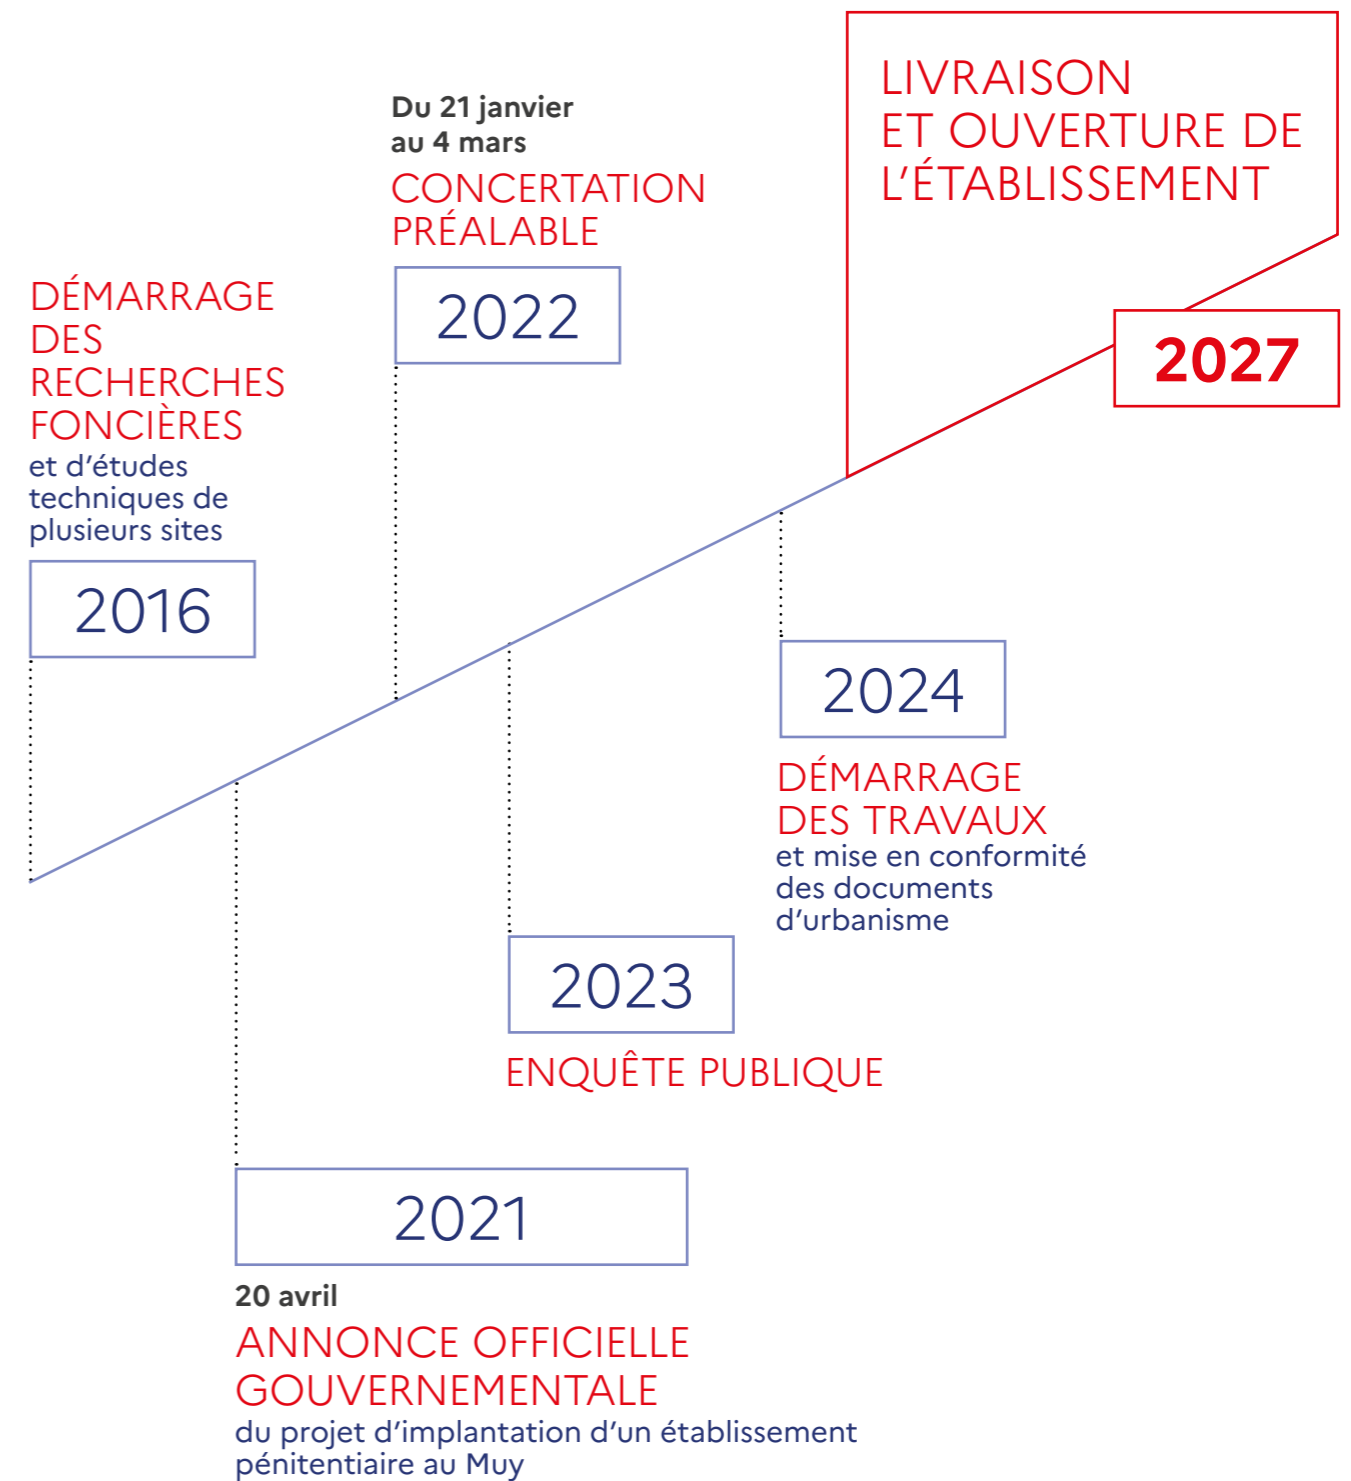 DÉMARRAGE
DES
RECHERCHES
FONCIÈRES
et d'études
techniques de
plusieurs sites
2016
2021
20 avril
ANNONCE OFFICIELLE
GOUVERNEMENTALE
du projet d'implantation d'un établissement
pénitentiaire au Muy
Du 21 janvier
au 4 mars
CONCERTATION
PRÉALABLE
2022
2023
ENQUÊTE PUBLIQUE
2024
DÉMARRAGE
DES TRAVAUX
et mise en conformité
des documents
d'urbanisme
LIVRAISON
ET OUVERTURE DE
L'ÉTABLISSEMENT
2027